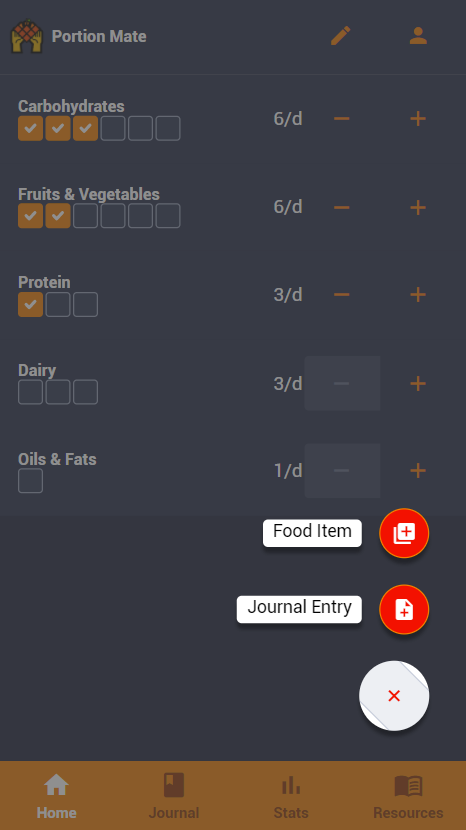 Portion Mate
Carbohydrates
6/d
Fruits & Vegetables
6/d
Protein
3/d
Dairy
3/d
Oils & Fats
1/d
Food Item
Journal Entry
Home Journal Stats Resources